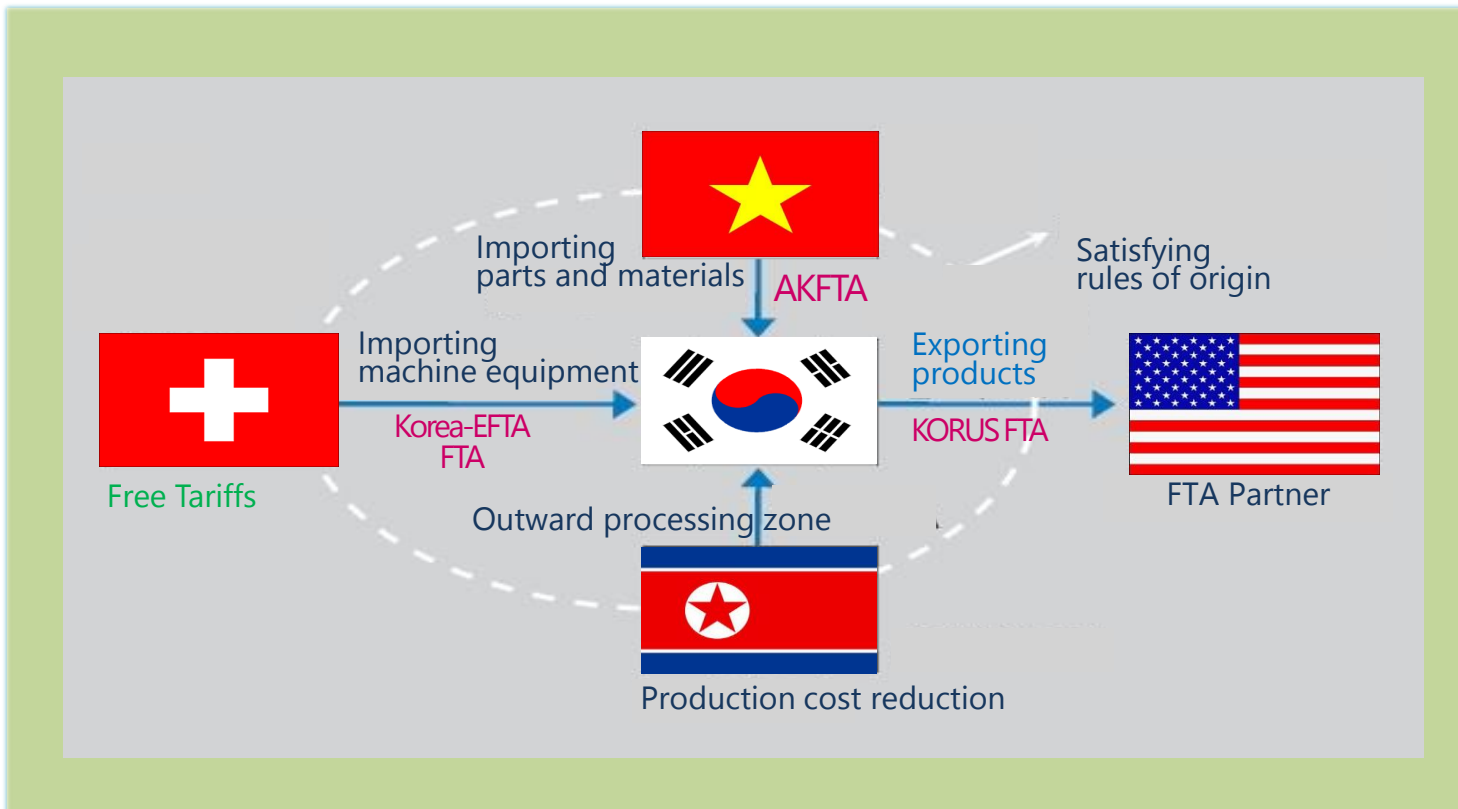 Importing
parts and materials
AKFTA
Satisfying
rules of origin
Importing
machine equipment
Korea-EFTA
FTA
Exporting
products
KORUS FTA
Free Tariffs
FTA Partner
Outward processing zone
Production cost reduction